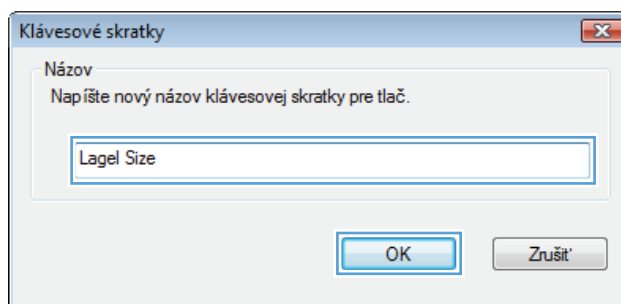 Klávesové skratky
Názov
Napíšte nový názov klávesovej skratky pre tlač.
Lagel Size
OK
Zrušiť